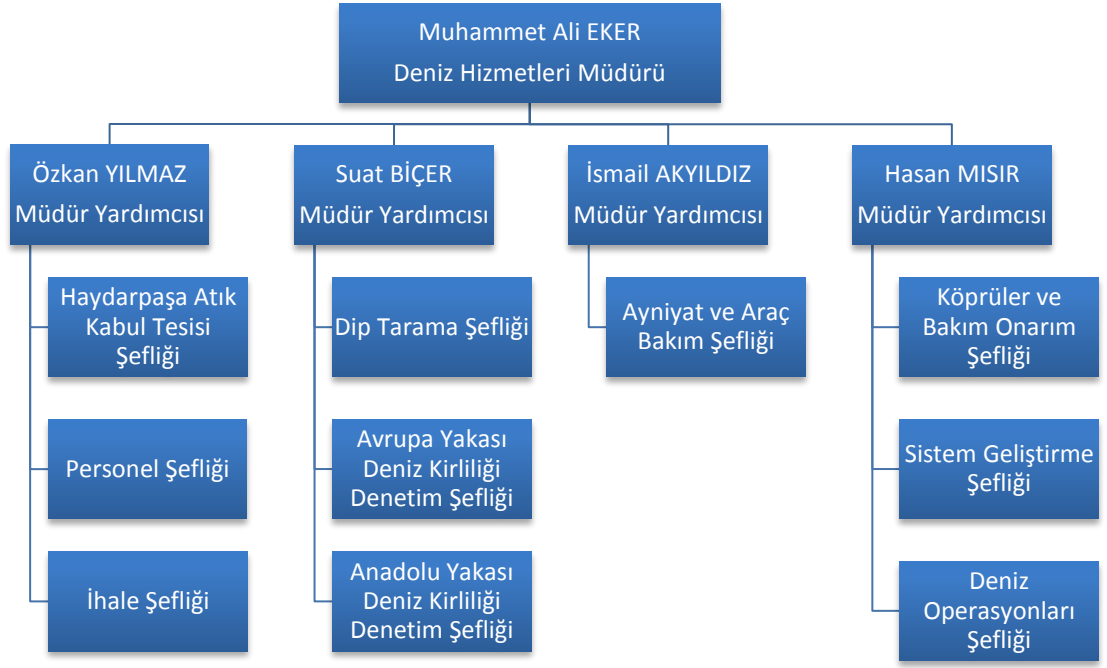 Muhammet Ali EKER
Deniz Hizmetleri Müdürü
Özkan YILMAZ
Müdür Yardımcısı
Haydarpaşa Atık
Kabul Tesisi
Şefliği
Personel Şefliği
İhale Şefliği
Suat BİÇER
Müdür Yardımcısı
Dip Tarama Şefliği
Avrupa Yakası
Deniz Kirliliği
Denetim Şefliği
Anadolu Yakası
Deniz Kirliliği
Denetim Şefliği
İsmail AKYILDIZ
Müdür Yardımcısı
Ayniyat ve Araç
Bakım Şefliği
Hasan MISIR
Müdür Yardımcısı
Köprüler ve
Bakım Onarım
Şefliği
Sistem Geliştirme
Şefliği
Deniz
Operasyonları
Şefliği